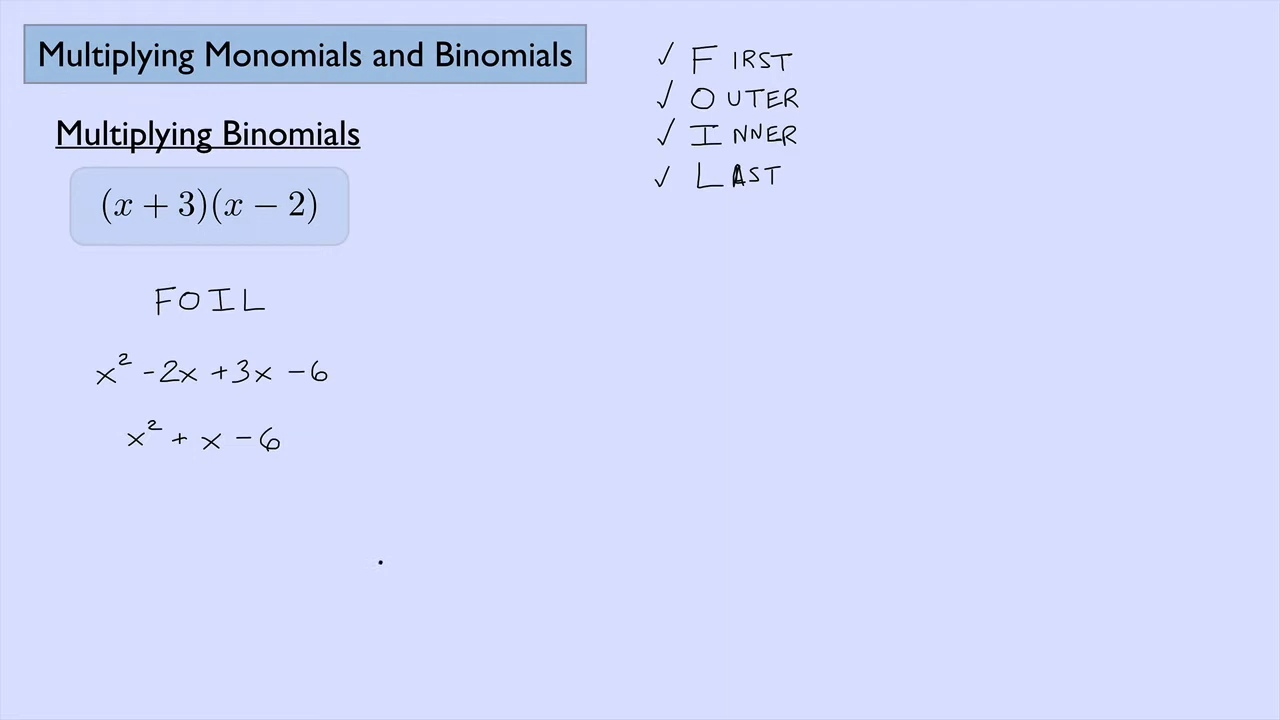 Multiplying Monomials and Binomials
Multiplying Binomials
(x + 3)(x − 2)
FOIL
x² -2x +3x -6
x² + x -6
✓ FIRST
✓ OUTER
✓ INNER
✓ LAST